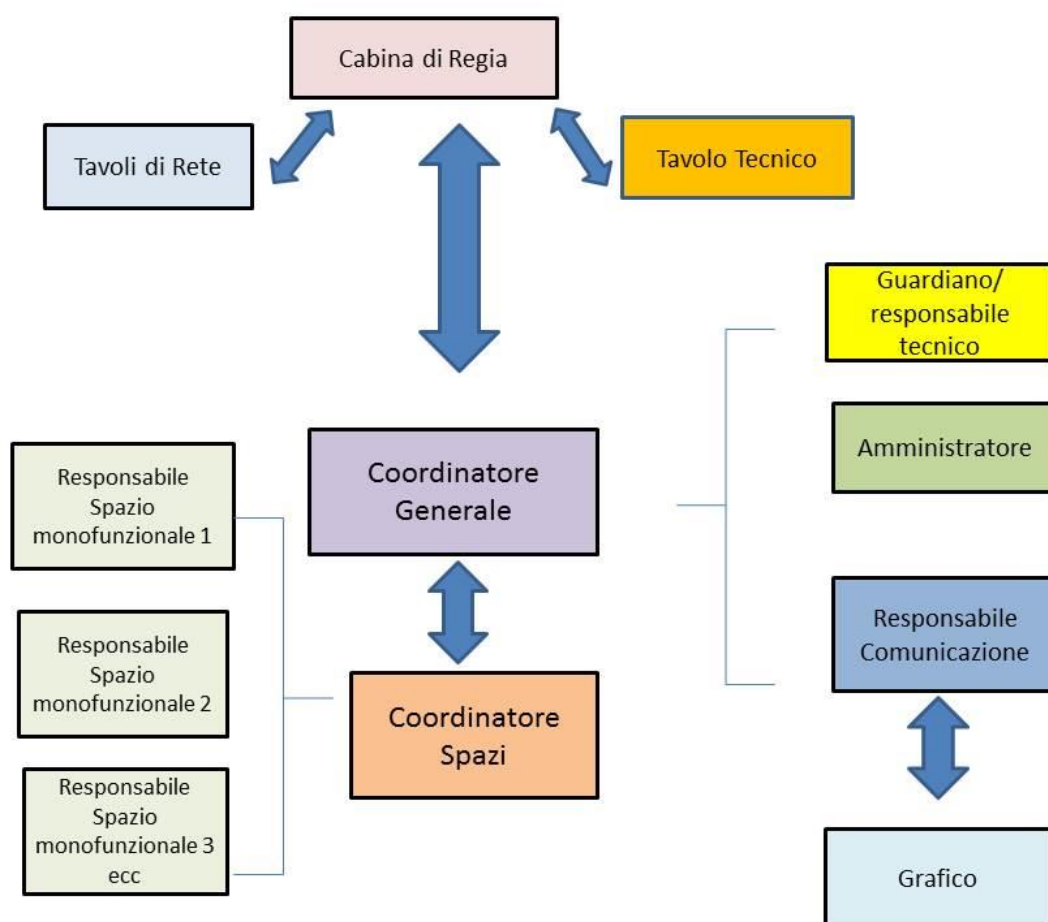 Cabina di Regia
Tavoli di Rete
Tavolo Tecnico
Guardiano/
responsabile
tecnico
Amministratore
Responsabile
Spazio
monofunzionale 1
Coordinatore
Generale
Responsabile
Spazio
monofunzionale 2
Responsabile
Comunicazione
Coordinatore
Spazi
Responsabile
Spazio
monofunzionale 3
ecc
Grafico